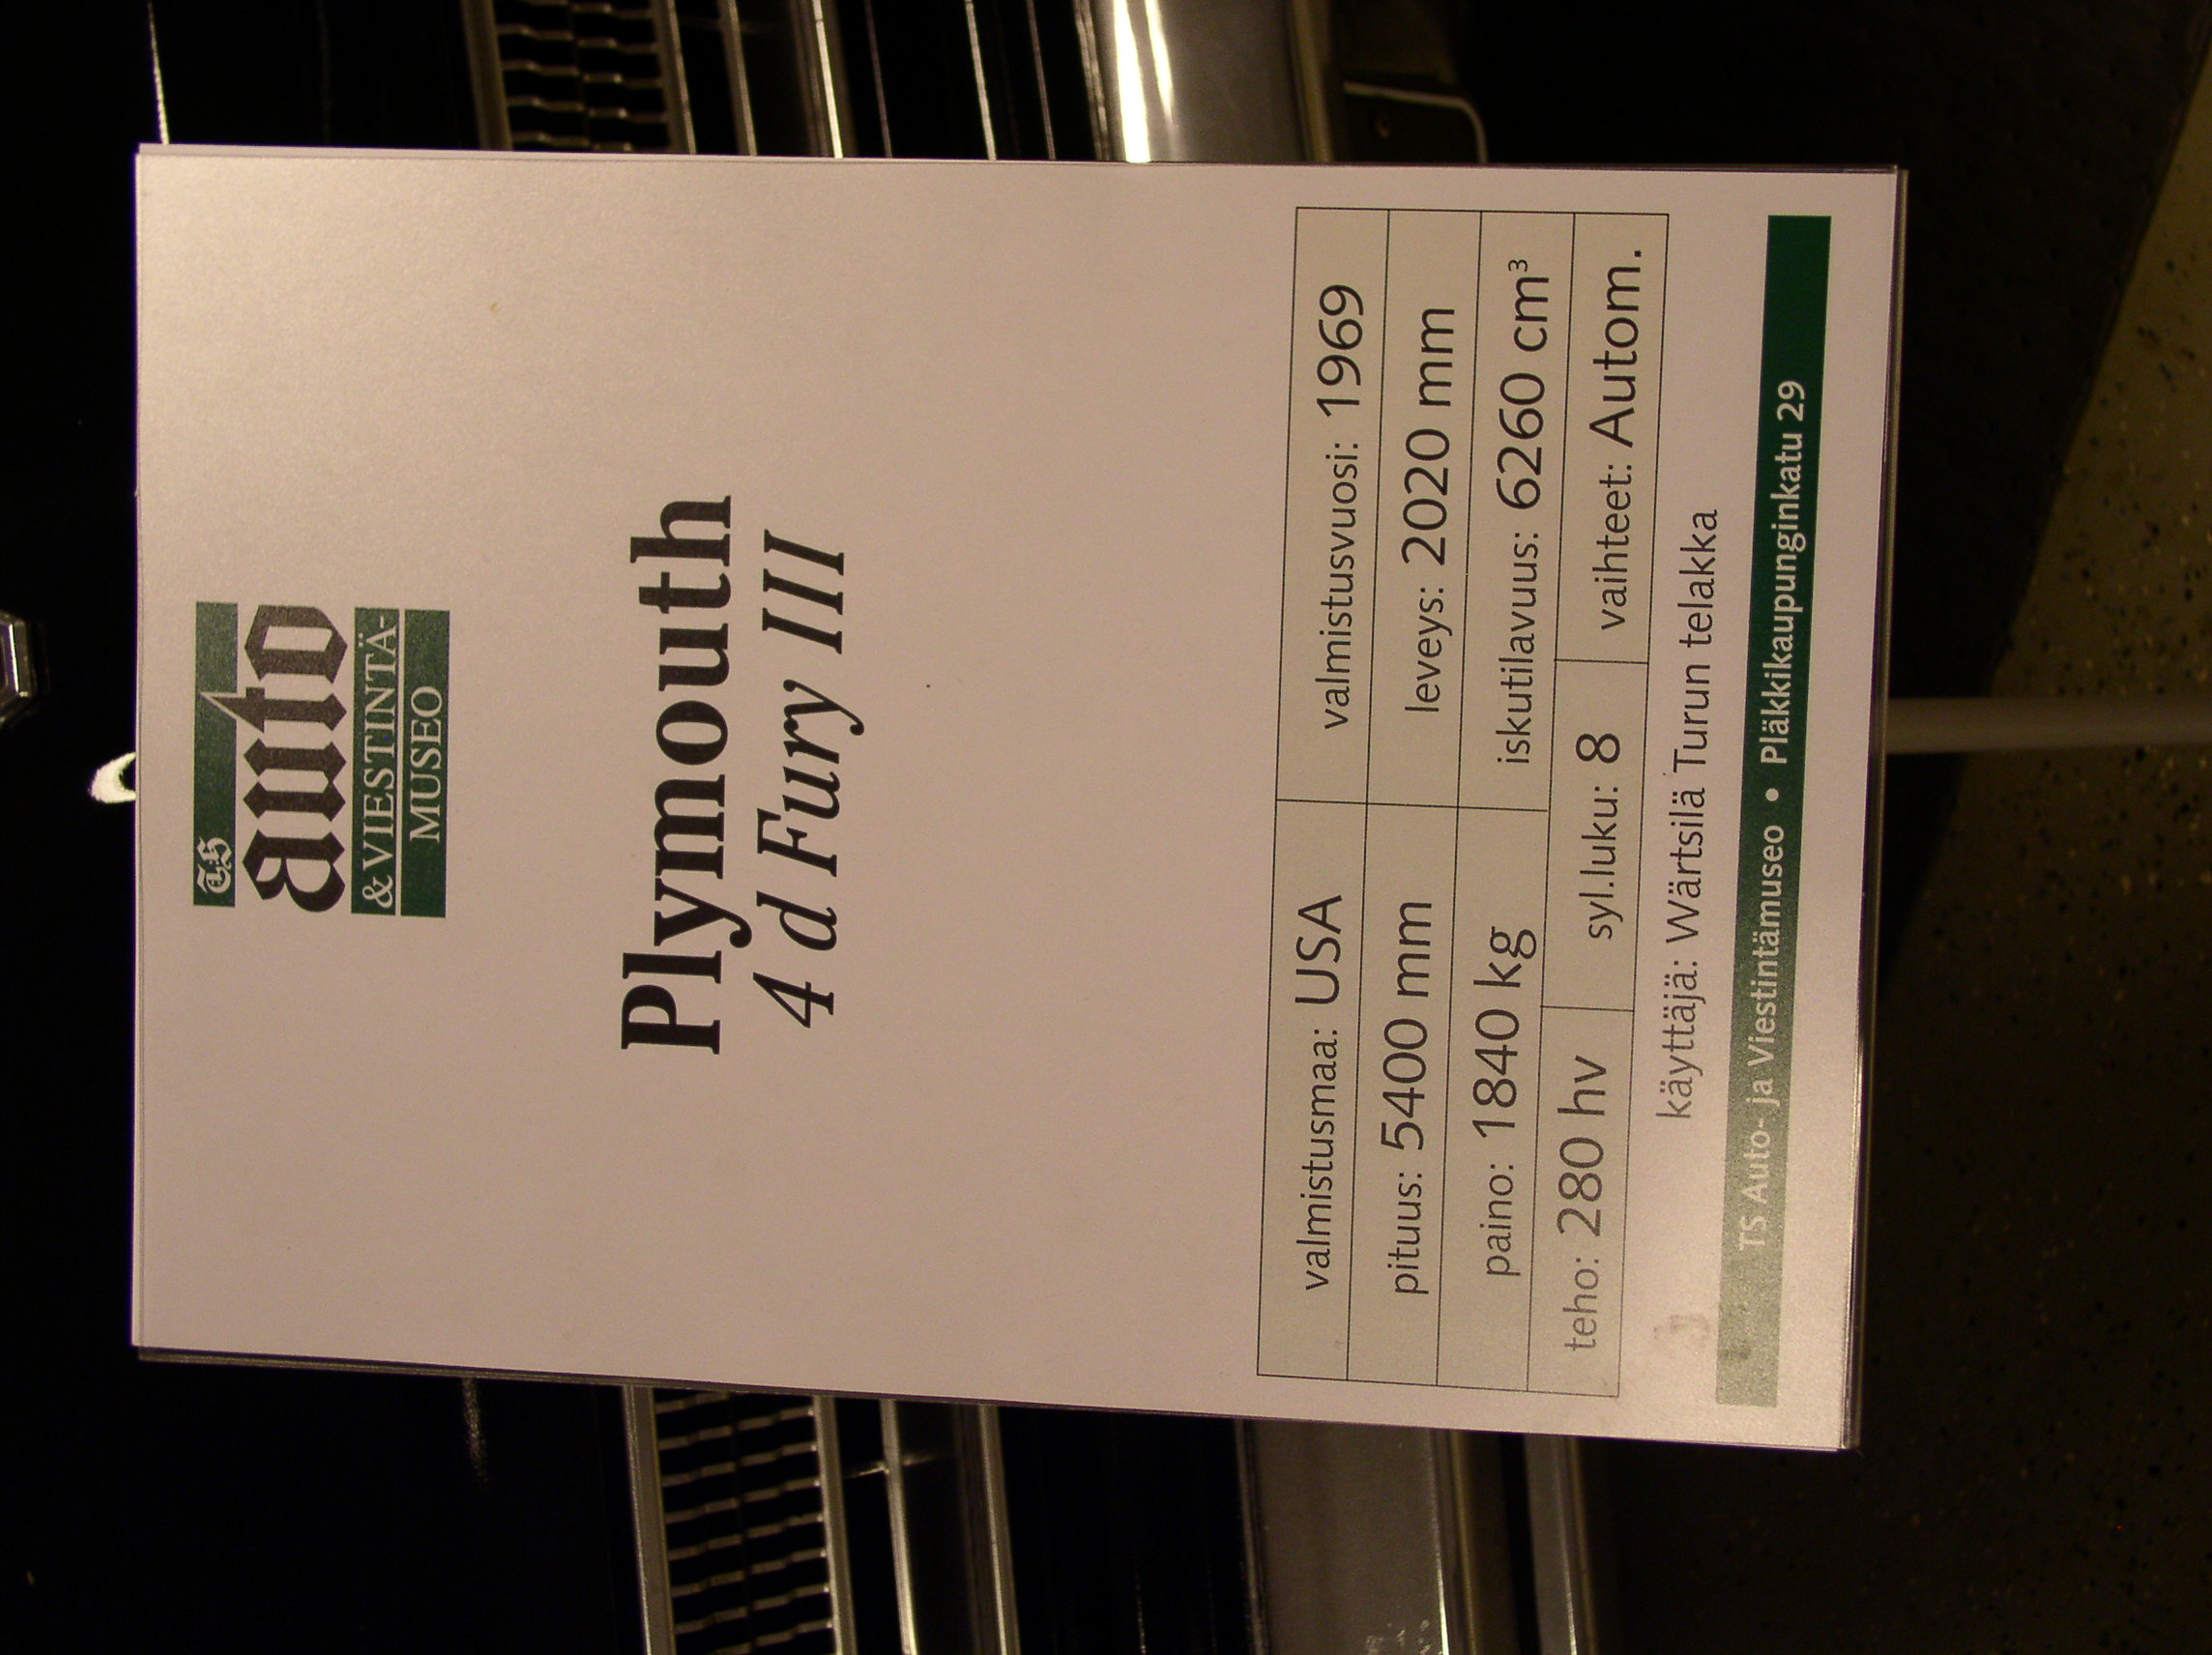 TS
auto
& VIESTINTÄ-
MUSEO
Plymouth
4 d Fury III
valmistusmaa: USA valmistusvuosi: 1969
pituus: 5400 mm leveys: 2020 mm
paino: 1840 kg iskutilavuus: 6260 cm³
teho: 280 hv syl.luku: 8 vaihteet: Autom.
käyttäjä: Wärtsilä Turun telakka
TS Auto- ja Viestintämuseo • Pläkkikaupunginkatu 29